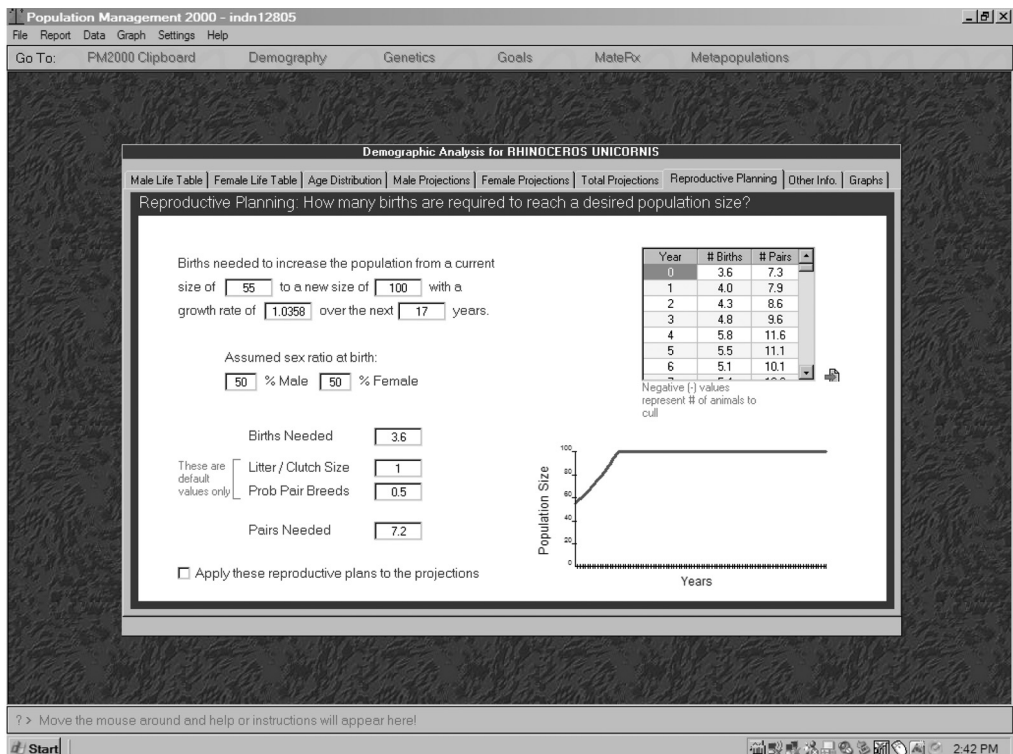 Population Management 2000 - indn12805
File Report Data Graph Settings Help
Go To: PM2000 Clipboard Demography Genetics Goals MateRx Metapopulations
Demographic Analysis for RHINOCEROS UNICORNIS
Male Life Table Female Life Table Age Distribution Male Projections Female Projections Total Projections Reproductive Planning Other Info. Graphs
Reproductive Planning: How many births are required to reach a desired population size?
Births needed to increase the population from a current
size of 55 to a new size of 100 with a
growth rate of 1.0358 over the next 17 years.
Assumed sex ratio at birth:
50 % Male 50 % Female
Births Needed 3.6
These are
default
values only
Litter / Clutch Size 1
Prob Pair Breeds 0.5
Pairs Needed 7.2
Apply these reproductive plans to the projections
Year # Births # Pairs
0 3.6 7.3
1 4.0 7.9
2 4.3 8.6
3 4.8 9.6
4 5.8 11.6
5 5.5 11.1
6 5.1 10.1
Negative (-) values
represent # of animals to
cull
Population Size
100
80
60
40
20
0
Years
? > Move the mouse around and help or instructions will appear here!
Start 2:42 PM